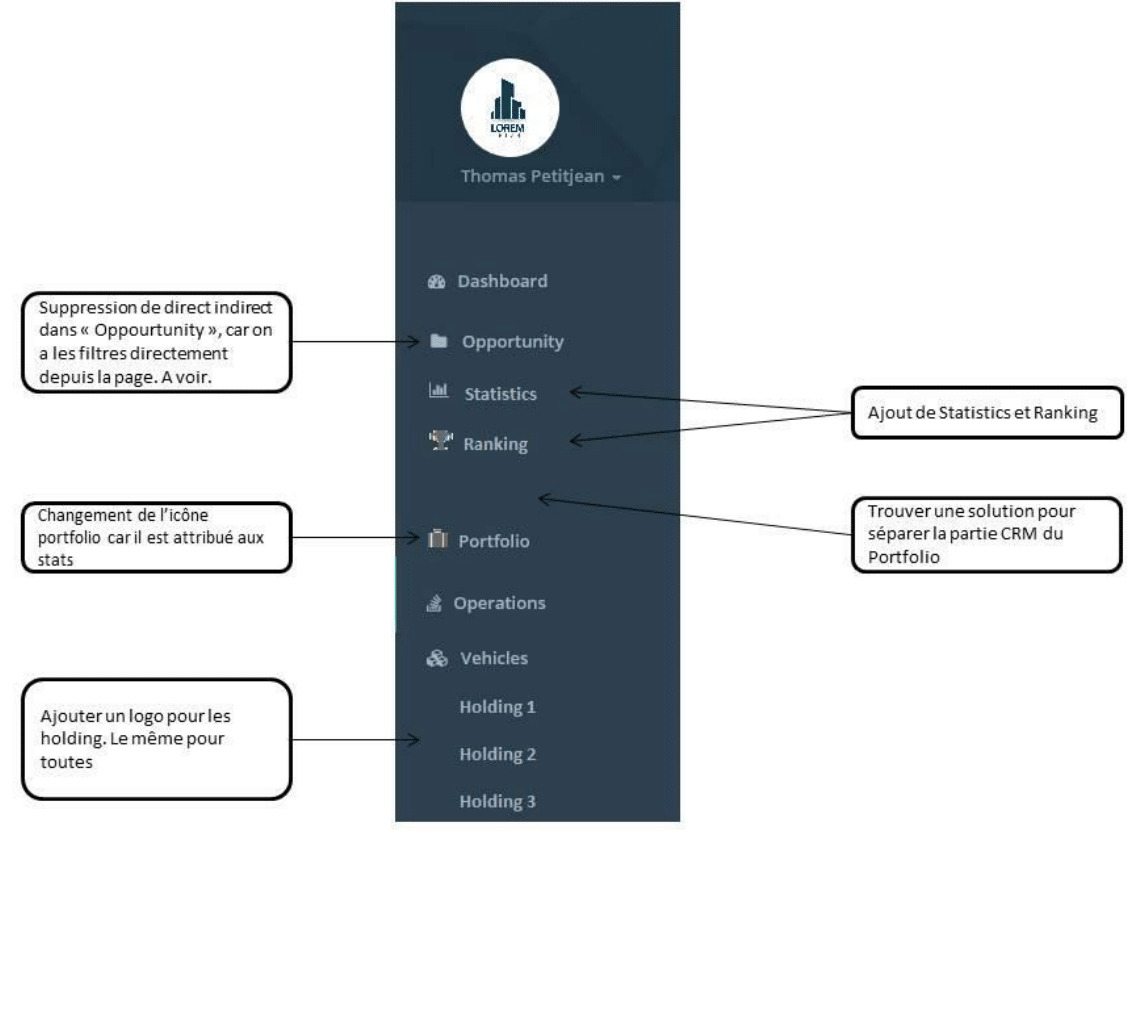 LOREM
Thomas Petitjean
Dashboard
Suppression de direct indirect
dans « Oppourtunity », car on
a les filtres directement
depuis la page. A voir.
Opportunity
Statistics
Ranking
Ajout de Statistics et Ranking
Changement de l’icône
portfolio car il est attribué aux
stats
Portfolio
Trouver une solution pour
séparer la partie CRM du
Portfolio
Operations
Vehicles
Ajouter un logo pour les
holding. Le même pour
toutes
Holding 1
Holding 2
Holding 3